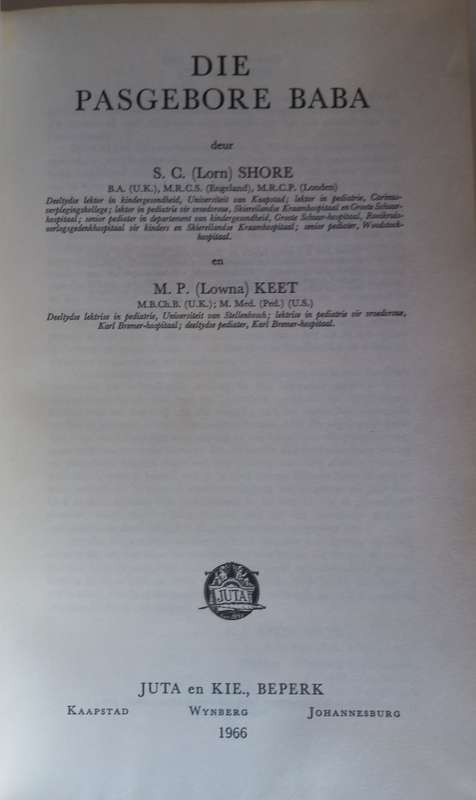 DIE
PASGEBORE BABA
deur
S. C. (Lorn) SHORE
B.A. (U.K.), M.R.C.S. (Engeland), M.R.C.P. (Londen)
Deeltydse lektor in kindergesondheid, Universiteit van Kaapstad; lektor in pediatrie, Carinus-
verplegingskollege; lektor in pediatrie vir vroedvroue, Skiereilandse Kraamhospitaal en Groote Schuur-
hospitaal; senior pediater in departement van kindergesondheid, Groote Schuur-hospitaal, Rooikruis-
oorlogsgedenkhospitaal vir kinders en Skiereilandse Kraamhospitaal; senior pediater, Woodstock-
hospitaal.
en
M. P. (Lowna) KEET
M.B.Ch.B. (U.K.); M. Med. (Ped.) (U.S.)
Deeltydse lektrise in pediatrie, Universiteit van Stellenbosch; lektrise in pediatrie vir vroedvroue,
Karl Bremer-hospitaal; deeltydse pediater, Karl Bremer-hospitaal.
JUTA
JUTA en KIE., BEPERK
KAAPSTAD WYNBERG JOHANNESBURG
1966